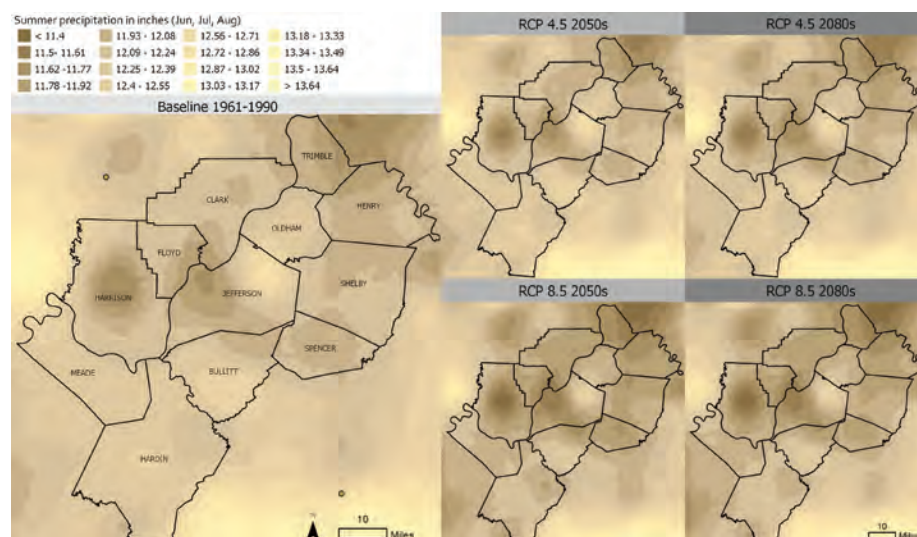 Summer precipitation in inches (Jun, Jul, Aug)
< 11.4 11.93 - 12.08 12.56 - 12.71 13.18 - 13.33
11.5 - 11.61 12.09 - 12.24 12.72 - 12.86 13.34 - 13.49
11.62 -11.77 12.25 - 12.39 12.87 - 13.02 13.5 - 13.64
11.78 -11.92 12.4 - 12.55 13.03 - 13.17 > 13.64
Baseline 1961-1990
TRIMBLE
CLARK
HENRY
OLDHAM
FLOYD
SHELBY
HARRISON
JEFFERSON
SPENCER
MEADE
BULLITT
HARDIN
10
Miles
RCP 4.5 2050s
RCP 4.5 2080s
RCP 8.5 2050s
RCP 8.5 2080s
10
Miles